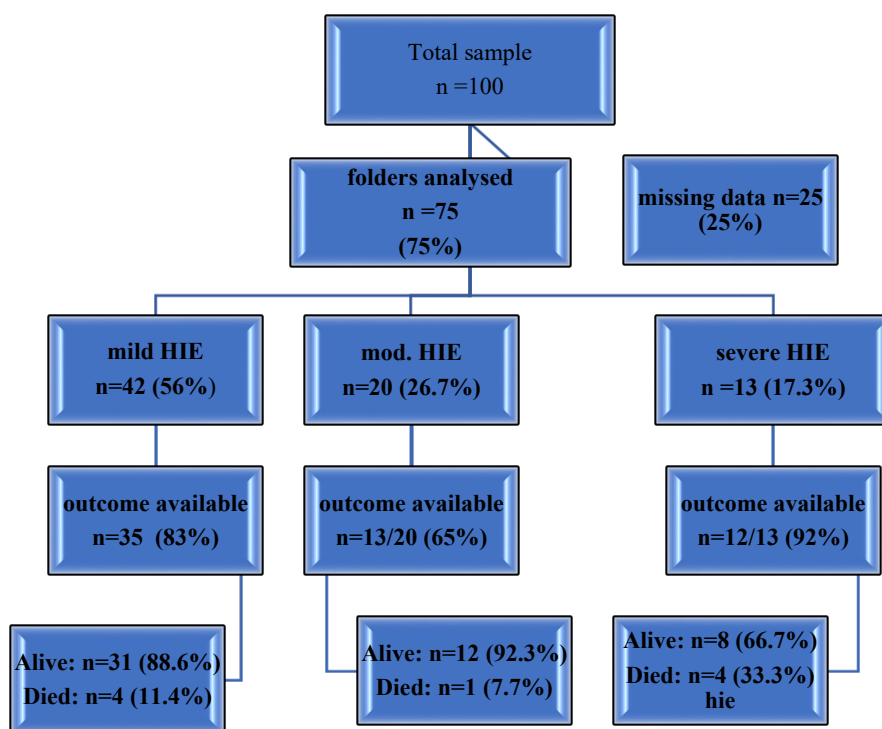 Total sample
n =100
folders analysed
n =75
(75%)
missing data n=25
(25%)
mild HIE
n=42 (56%)
mod. HIE
n=20 (26.7%)
severe HIE
n =13 (17.3%)
outcome available
n=35 (83%)
outcome available
n=13/20 (65%)
outcome available
n=12/13 (92%)
Alive: n=31 (88.6%)
Died: n=4 (11.4%)
Alive: n=12 (92.3%)
Died: n=1 (7.7%)
Alive: n=8 (66.7%)
Died: n=4 (33.3%)
hie